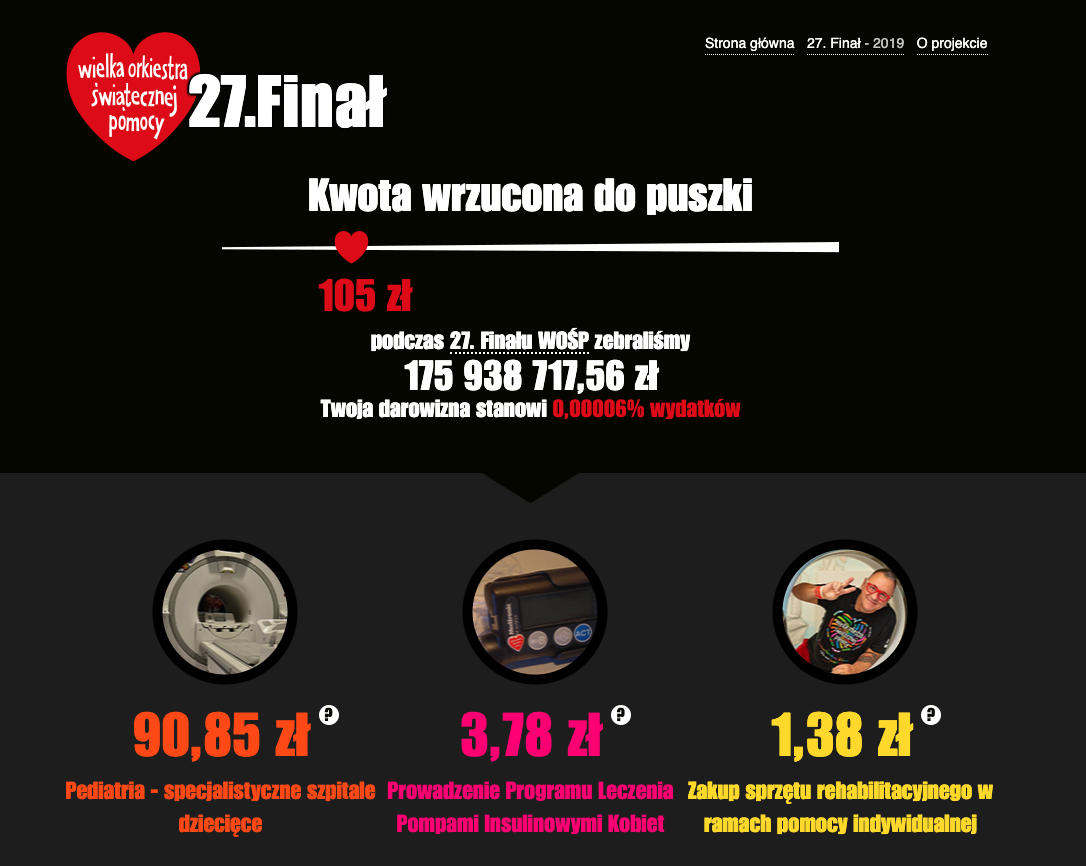 Strona główna 27. Finał - 2019 O projekcie
wielka orkiestra
świątecznej
pomocy
27.Finał
Kwota wrzucona do puszki
105 zł
podczas 27. Finału WOŚP zebraliśmy
175 938 717,56 zł
Twoja darowizna stanowi 0,00006% wydatków
Medtronic
ACT
90,85 zł ?
3,78 zł ?
1,38 zł ?
Pediatria - specjalistyczne szpitale
dziecięce
Prowadzenie Programu Leczenia
Pompami Insulinowymi Kobiet
Zakup sprzętu rehabilitacyjnego w
ramach pomocy indywidualnej